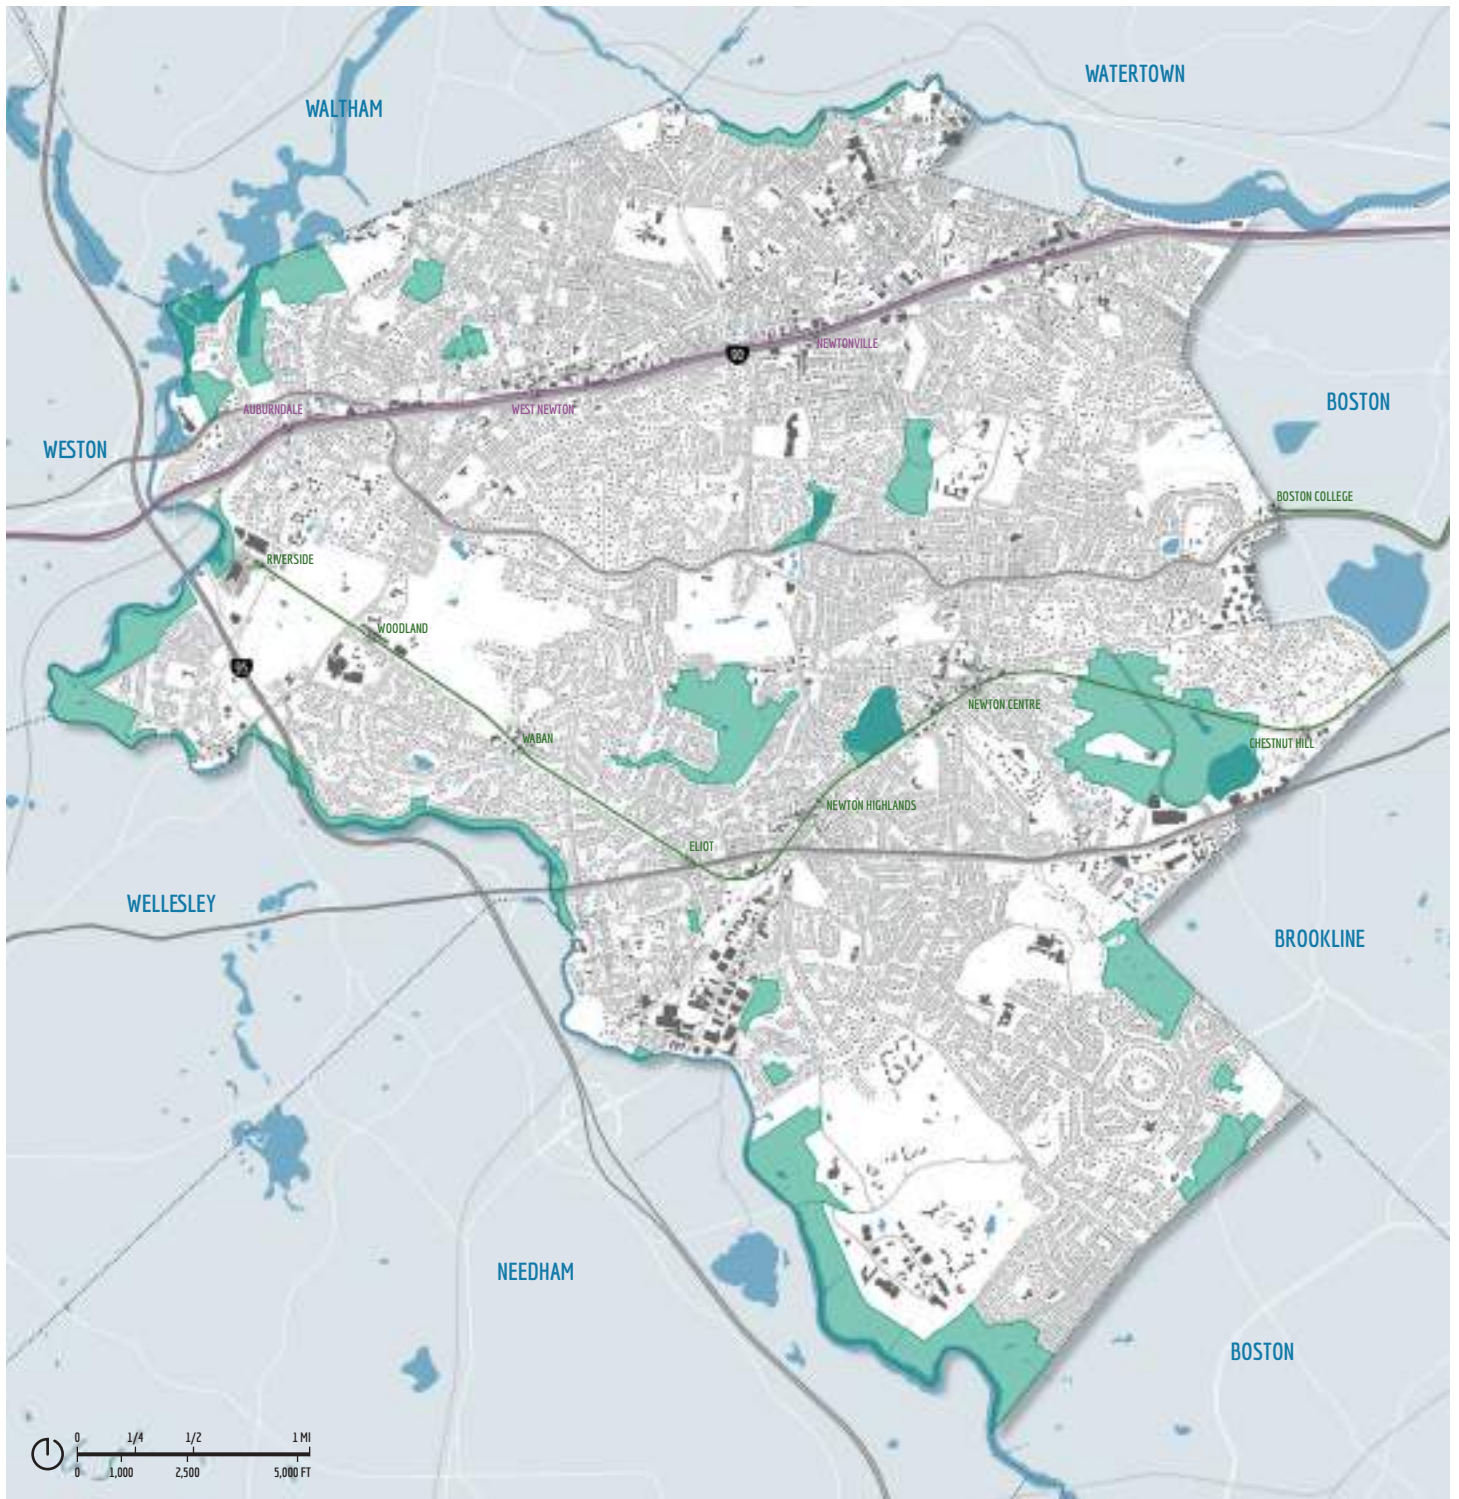 WATERTOWN
WALTHAM
NEWTONVILLE
90
BOSTON
AUBURNDALE
WEST NEWTON
WESTON
BOSTON COLLEGE
RIVERSIDE
WOODLAND
95
NEWTON CENTRE
WABAN
CHESTNUT HILL
NEWTON HIGHLANDS
ELIOT
WELLESLEY
BROOKLINE
NEEDHAM
BOSTON
0 1/4 1/2 1 MI
0 1,000 2,500 5,000 FT